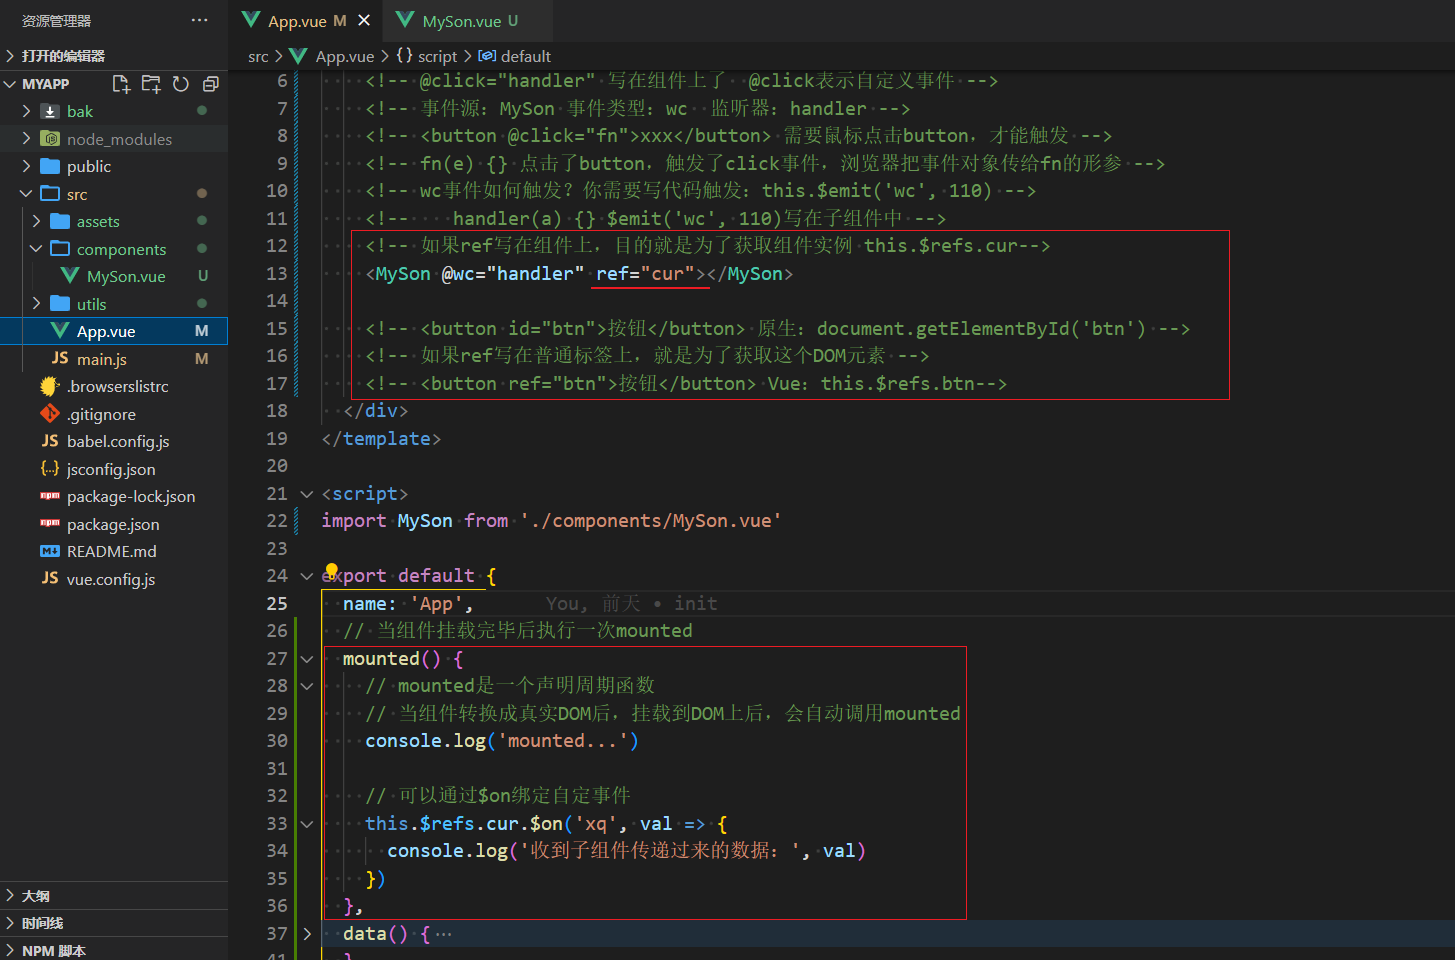 资源管理器 ···
App.vue M ×
MySon.vue U
打开的编辑器
src > App.vue > {} script > default
MYAPP
bak
node_modules
public
src
assets
components
MySon.vue U
utils
App.vue M
JS main.js M
.browserslistrc
.gitignore
JS babel.config.js
{..} jsconfig.json
npm package-lock.json
npm package.json
README.md
JS vue.config.js
大纲
时间线
NPM 脚本
6 <!-- @click="handler" 写在组件上了  @click表示自定义事件 -->
7 <!-- 事件源: MySon 事件类型: wc  监听器: handler -->
8 <!-- <button @click="fn">xxx</button> 需要鼠标点击button, 才能触发 -->
9 <!-- fn(e) {} 点击了button, 触发了click事件, 浏览器把事件对象传给fn的形参 -->
10 <!-- wc事件如何触发? 你需要写代码触发: this.$emit('wc', 110) -->
11 <!--    handler(a) {} $emit('wc', 110)写在子组件中 -->
12 <!-- 如果ref写在组件上, 目的就是为了获取组件实例 this.$refs.cur-->
13 <MySon @wc="handler" ref="cur"></MySon>
14
15 <!-- <button id="btn">按钮</button> 原生: document.getElementById('btn') -->
16 <!-- 如果ref写在普通标签上, 就是为了获取这个DOM元素 -->
17 <!-- <button ref="btn">按钮</button> Vue: this.$refs.btn-->
18 </div>
19 </template>
20
21 <script>
22 import MySon from './components/MySon.vue'
23
24 export default {
25 name: 'App', You, 前天 • init
26 // 当组件挂载完毕后执行一次mounted
27 mounted() {
28 // mounted是一个声明周期函数
29 // 当组件转换成真实DOM后, 挂载到DOM上后, 会自动调用mounted
30 console.log('mounted...')
31
32 // 可以通过$on绑定自定事件
33 this.$refs.cur.$on('xq', val => {
34 console.log('收到子组件传递过来的数据: ', val)
35 })
36 },
37 data() { ···
41 }